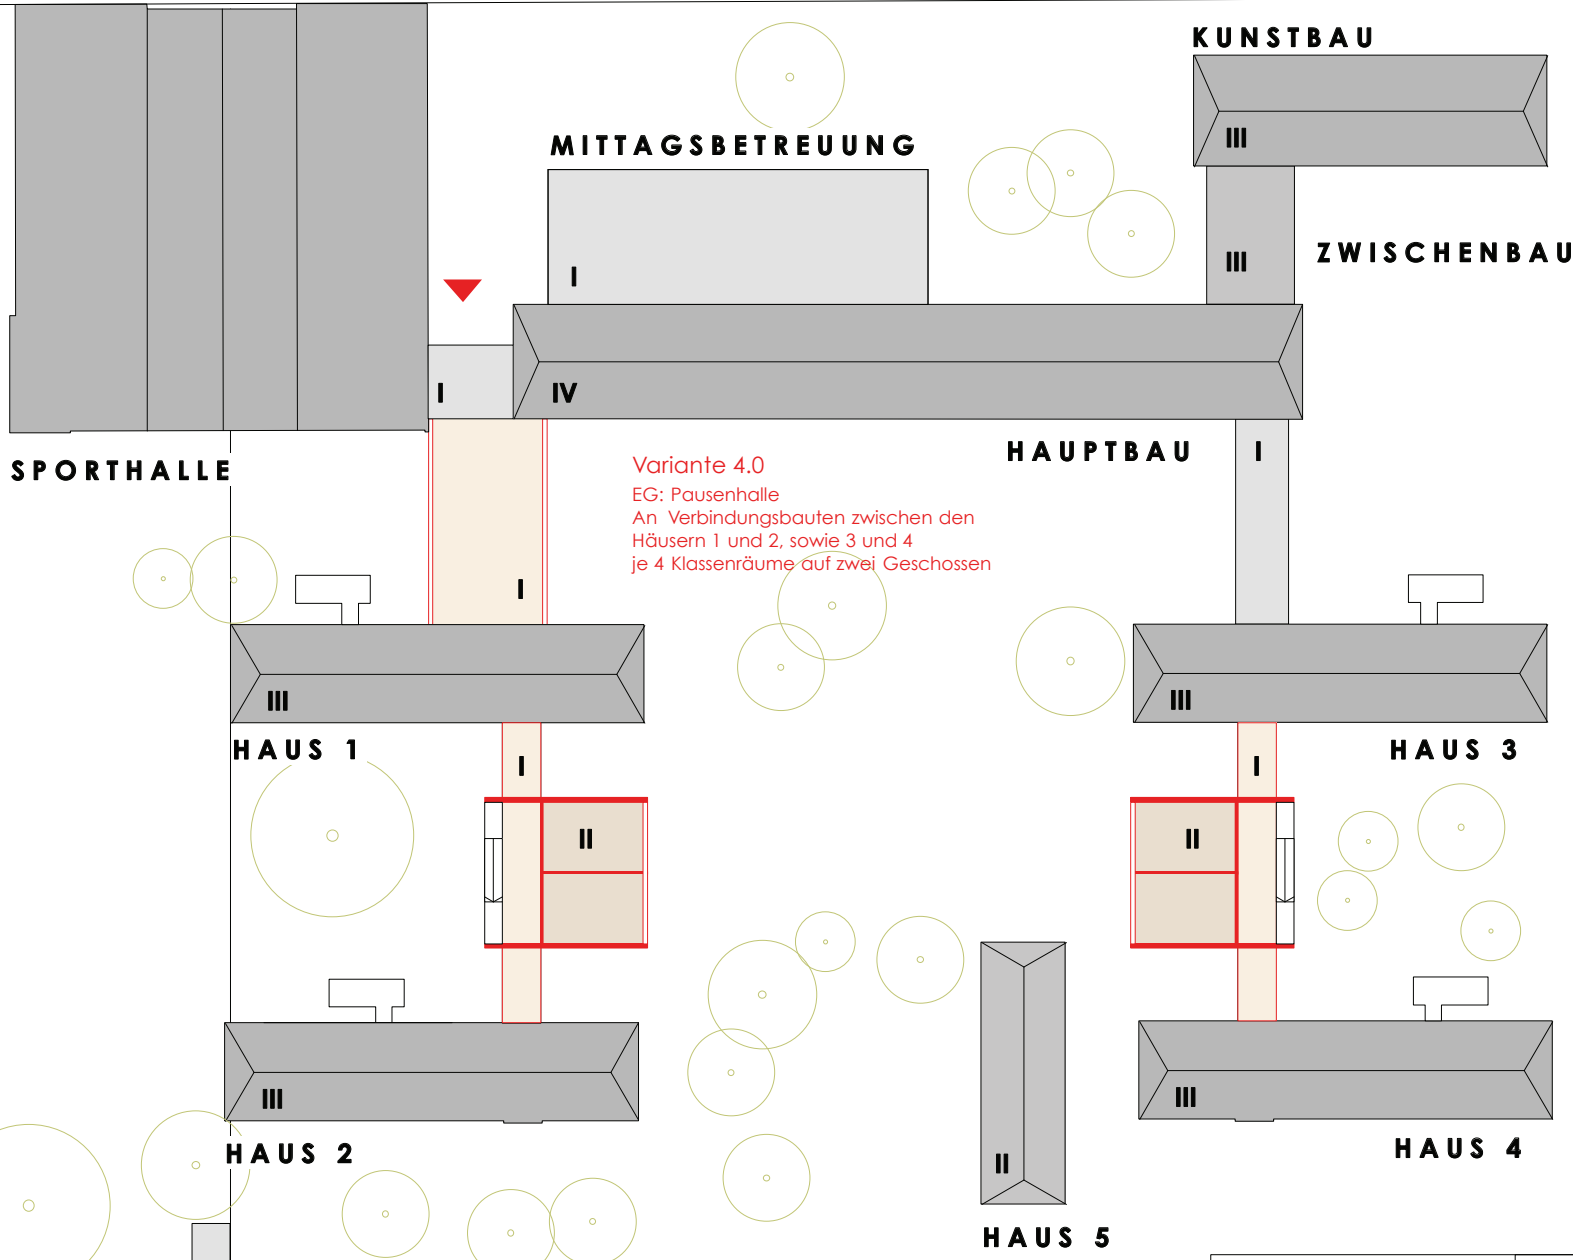 KUNSTBAU
III
MITTAGSBETREUUNG
I
III
ZWISCHENBAU
I
IV
HAUPTBAU
I
SPORTHALLE
Variante 4.0
EG: Pausenhalle
An Verbindungsbauten zwischen den
Häusern 1 und 2, sowie 3 und 4
je 4 Klassenräume auf zwei Geschossen
I
III
III
HAUS 1
HAUS 3
I
I
II
II
III
III
HAUS 2
HAUS 4
II
HAUS 5